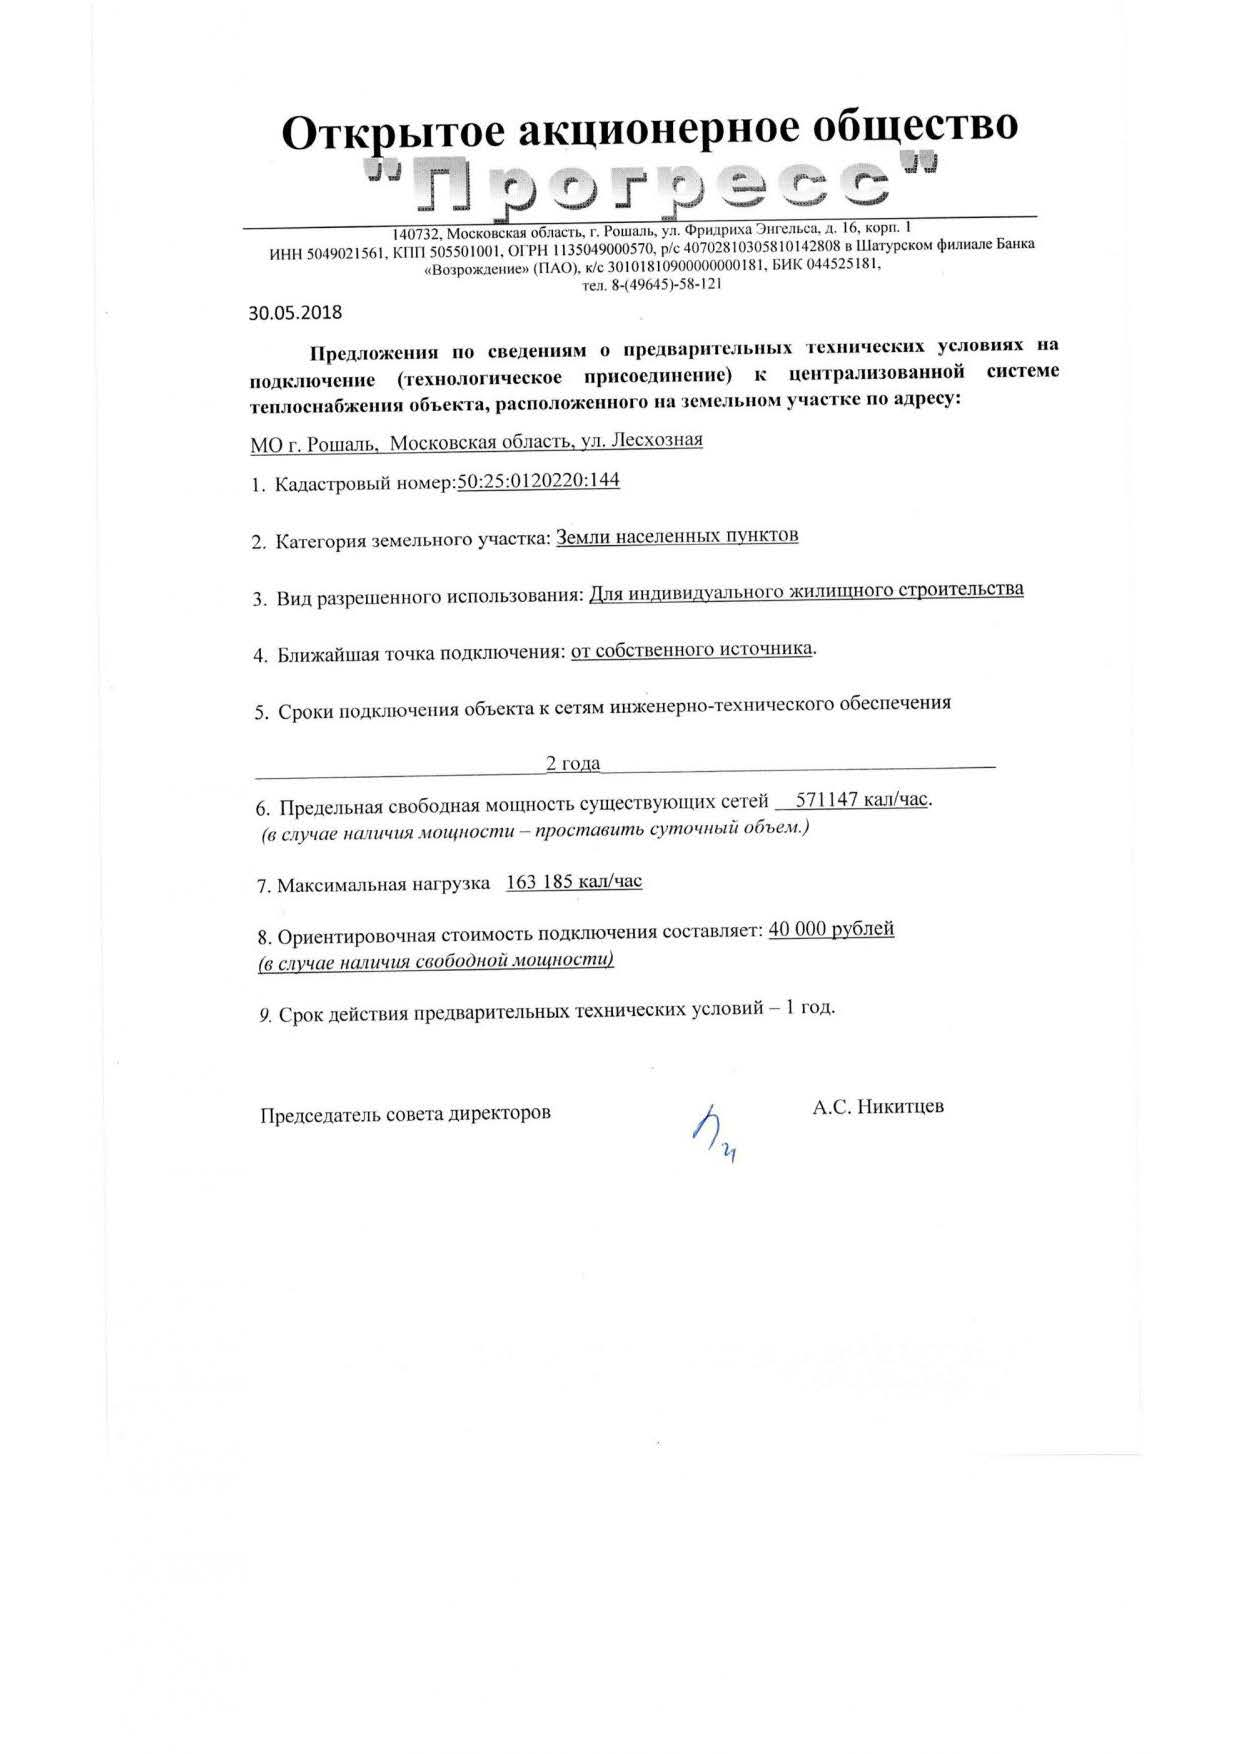 Открытое акционерное общество
"Прогресс"
140732, Московская область, г. Рошаль, ул. Фридриха Энгельса, д. 16, корп. 1
ИНН 5049021561, КПП 505501001, ОГРН 1135049000570, р/с 40702810305810142808 в Шатурском филиале Банка
«Возрождение» (ПАО), к/с 30101810900000000181, БИК 044525181,
тел. 8-(49645)-58-121
30.05.2018
Предложения по сведениям о предварительных технических условиях на
подключение (технологическое присоединение) к централизованной системе
теплоснабжения объекта, расположенного на земельном участке по адресу:
МО г. Рошаль, Московская область, ул. Лесхозная
1. Кадастровый номер:50:25:0120220:144
2. Категория земельного участка: Земли населенных пунктов
3. Вид разрешенного использования: Для индивидуального жилищного строительства
4. Ближайшая точка подключения: от собственного источника.
5. Сроки подключения объекта к сетям инженерно-технического обеспечения
2 года
6. Предельная свободная мощность существующих сетей 571147 кал/час.
(в случае наличия мощности – проставить суточный объем.)
7. Максимальная нагрузка 163 185 кал/час
8. Ориентировочная стоимость подключения составляет: 40 000 рублей
(в случае наличия свободной мощности)
9. Срок действия предварительных технических условий – 1 год.
Председатель совета директоров А.С. Никитцев